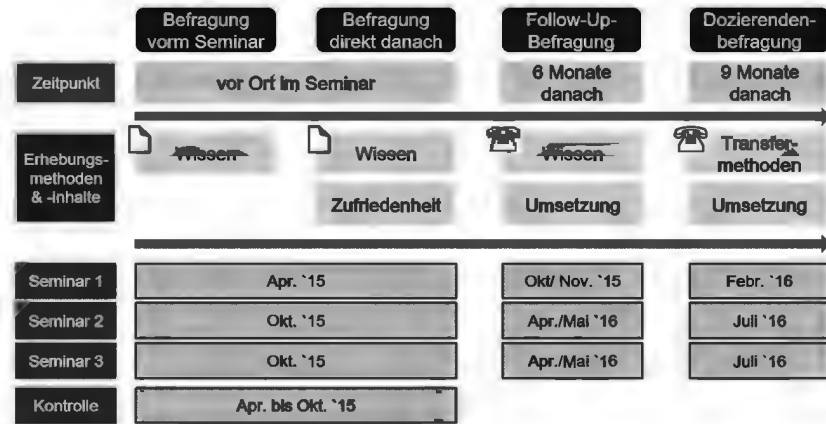 Befragung
vorm Seminar
Befragung
direkt danach
Follow-Up-
Befragung
Dozierenden-
befragung
Zeitpunkt
vor Ort im Seminar
6 Monate
danach
9 Monate
danach
Erhebungs-
methoden
& -inhalte
Wissen
Wissen
Wissen
Transfer-
methoden
Zufriedenheit
Umsetzung
Umsetzung
Seminar 1
Apr. `15
Okt/ Nov. `15
Febr. `16
Seminar 2
Okt. `15
Apr./Mai `16
Juli `16
Seminar 3
Okt. `15
Apr./Mai `16
Juli `16
Kontrolle
Apr. bis Okt. `15